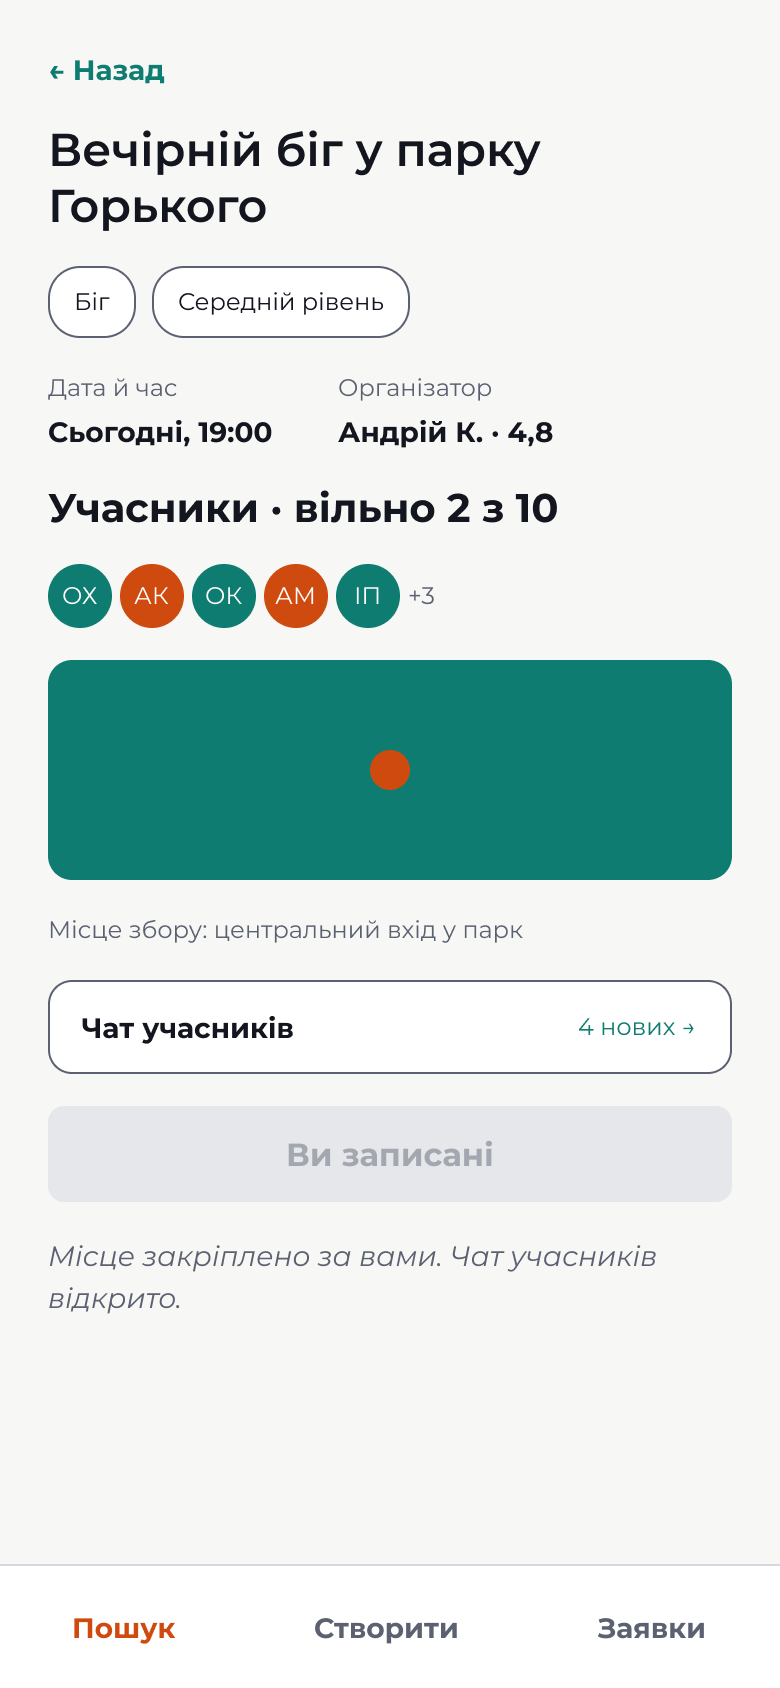 ← Назад
Вечірній біг у парку
Горького
Біг
Середній рівень
Дата й час
Організатор
Сьогодні, 19:00
Андрій К. · 4,8
Учасники · вільно 2 з 10
ОХ АК ОК АМ ІП +3
Місце збору: центральний вхід у парк
Чат учасників
4 нових →
Ви записані
Місце закріплено за вами. Чат учасників
відкрито.
Пошук
Створити
Заявки